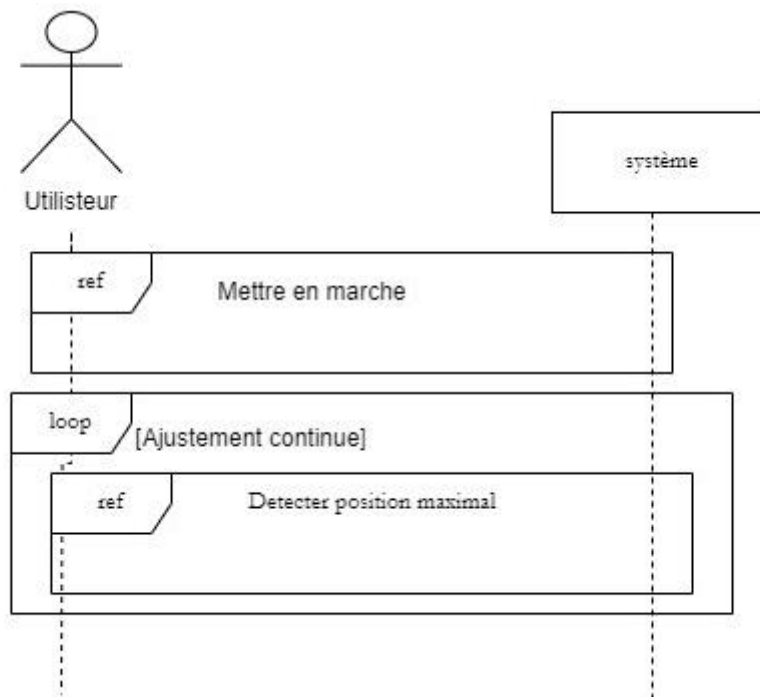 système
Utilisteur
ref
Mettre en marche
loop
[Ajustement continue]
ref
Detecter position maximal